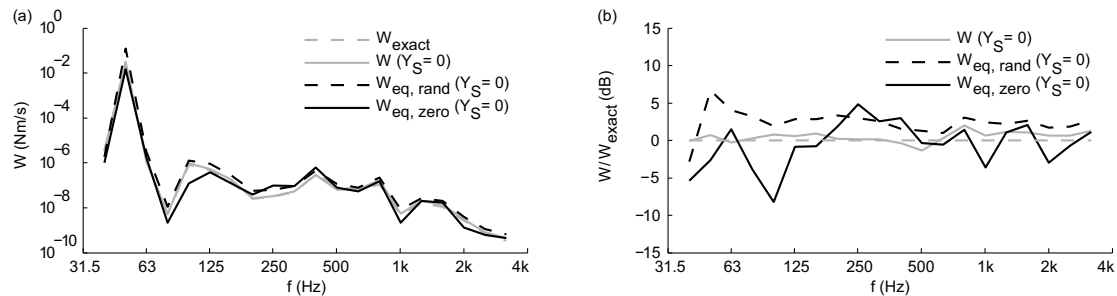 (a)
10^0
10^-2
10^-4
10^-6
10^-8
10^-10
W (Nm/s)
W_exact
W (Y_S = 0)
W_eq, rand (Y_S = 0)
W_eq, zero (Y_S = 0)
31.5 63 125 250 500 1k 2k 4k
f (Hz)
(b)
15
10
5
0
−5
−10
−15
W/W_exact (dB)
W (Y_S = 0)
W_eq, rand (Y_S = 0)
W_eq, zero (Y_S = 0)
31.5 63 125 250 500 1k 2k 4k
f (Hz)